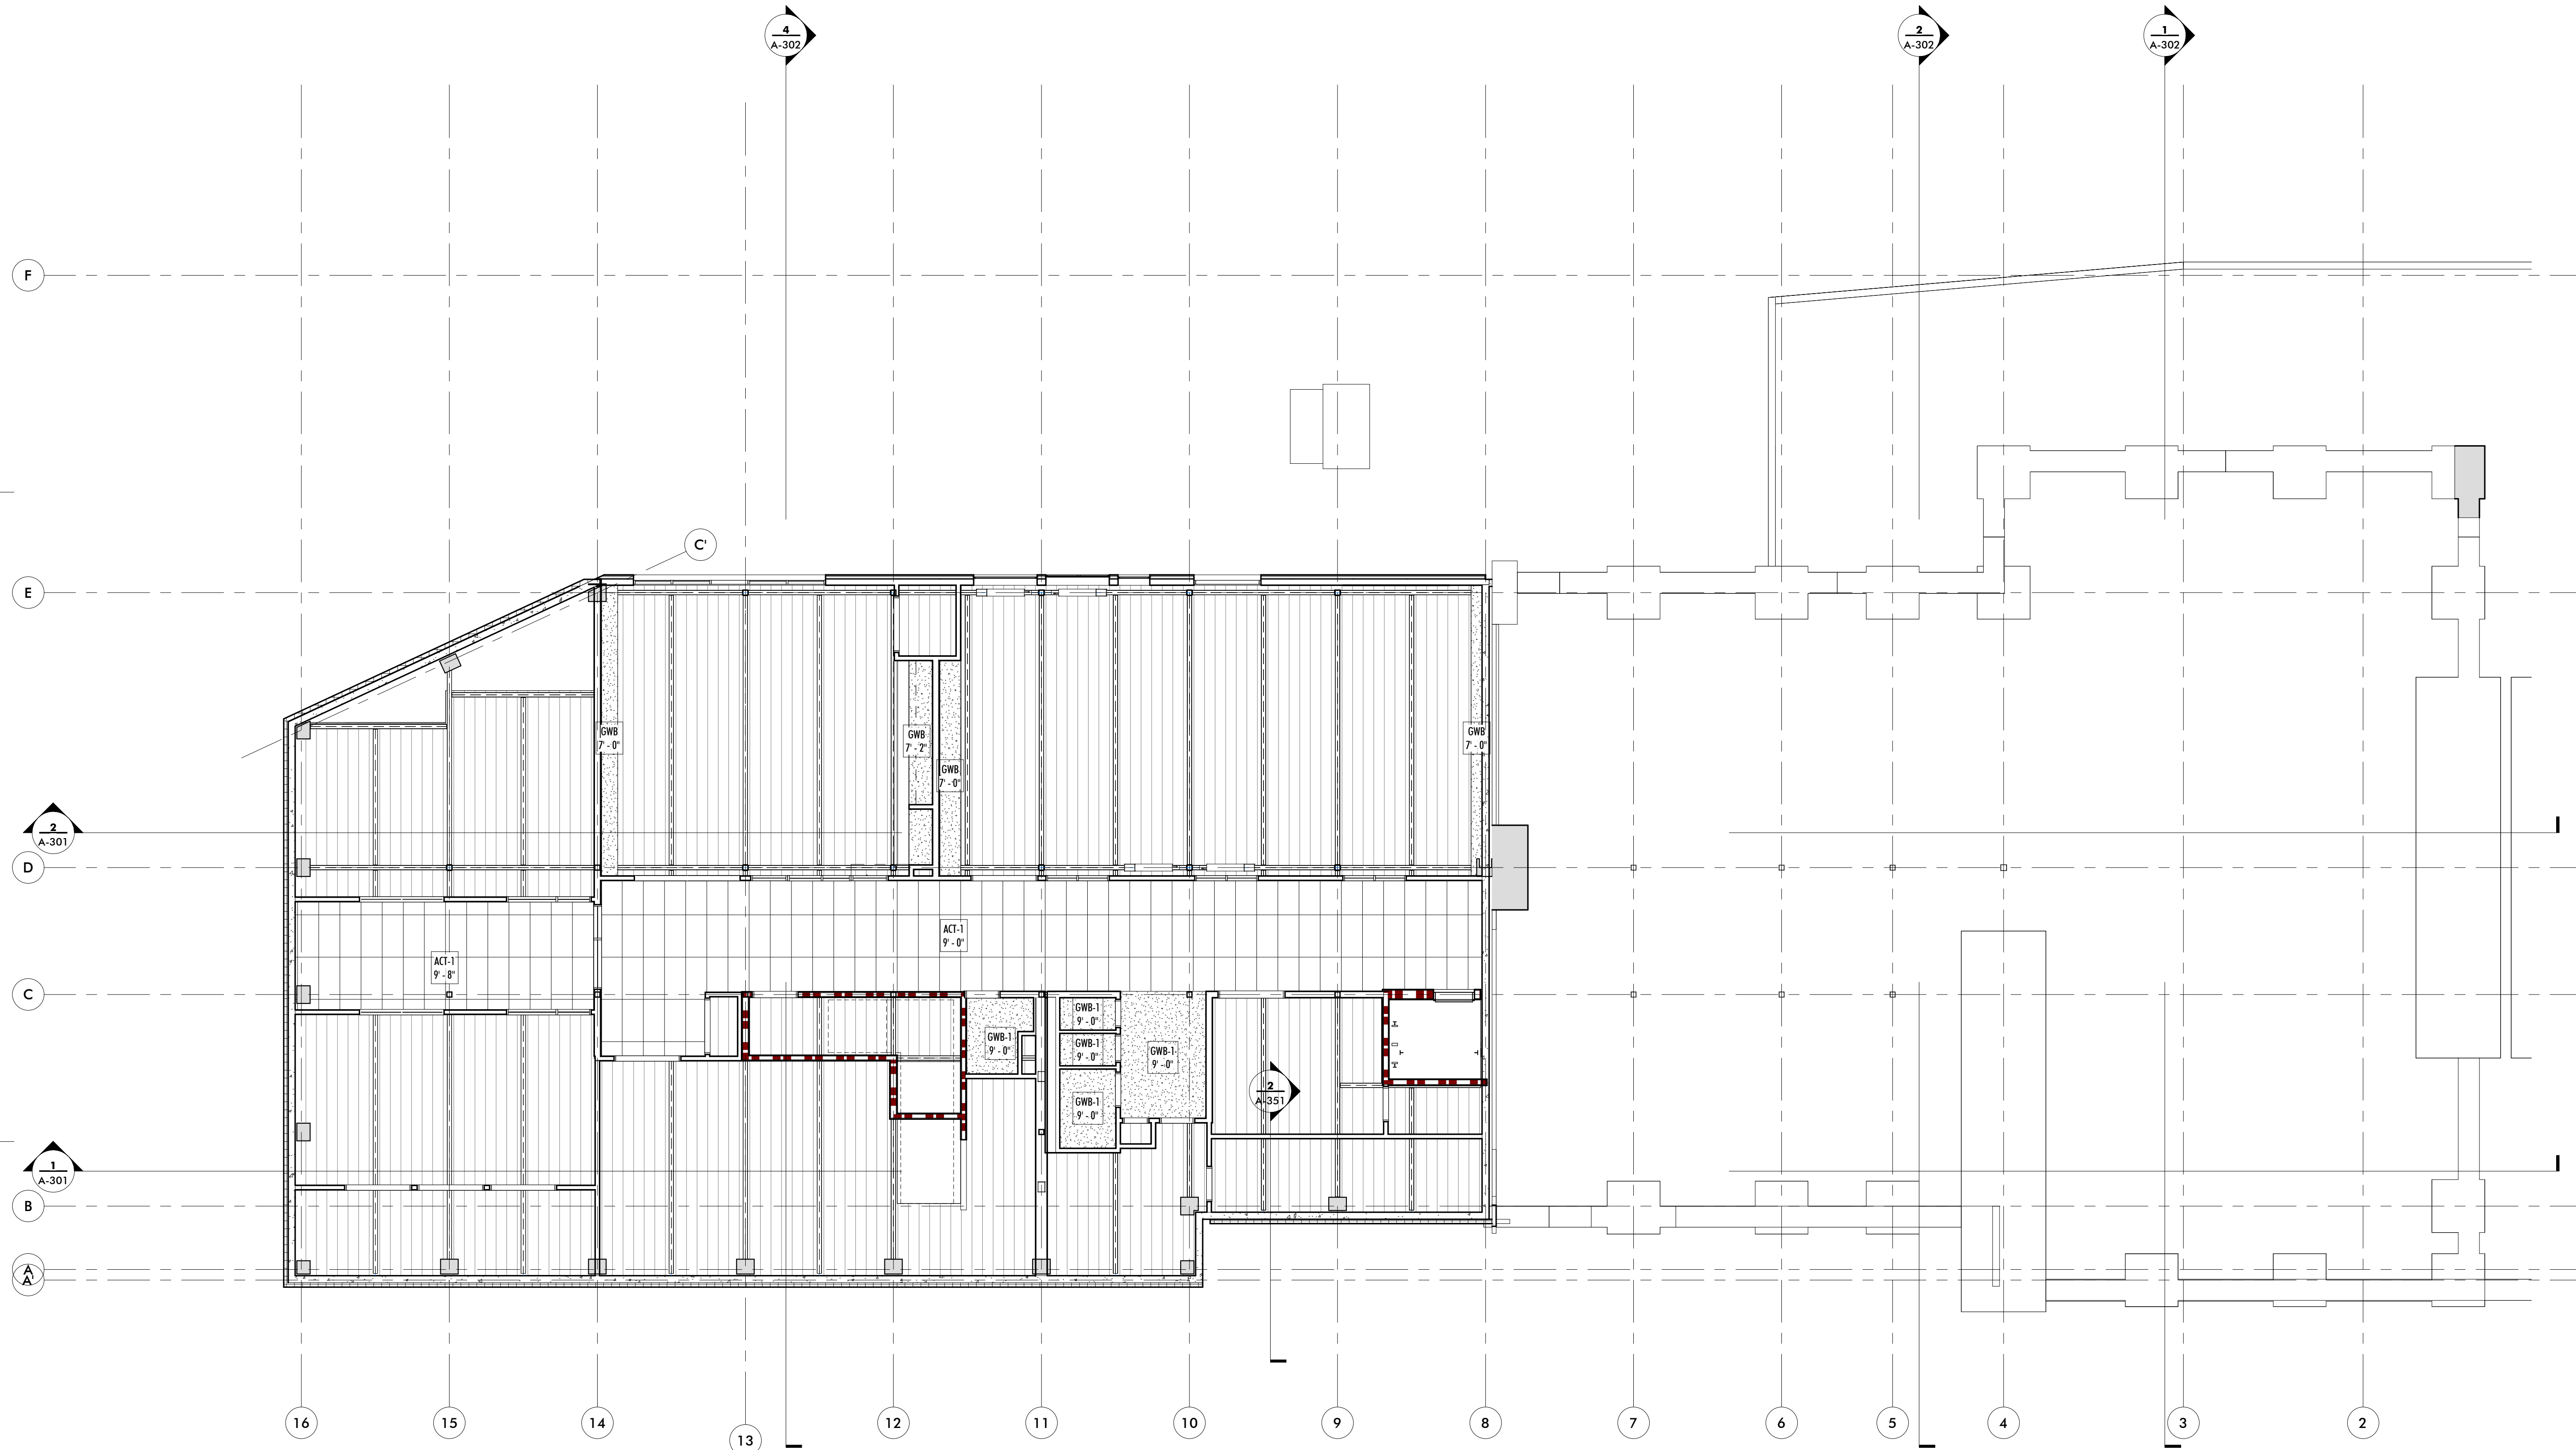 4
A-302
2
A-302
1
A-302
F
C'
E
GWB
7' - 0"
GWB
7' - 2"
GWB
7' - 0"
GWB
7' - 0"
2
A-301
D
ACT-1
9' - 0"
ACT-1
9' - 8"
C
GWB-1
9' - 0"
GWB-1
9' - 0"
GWB-1
9' - 0"
GWB-1
9' - 0"
GWB-1
9' - 0"
2
A-351
1
A-301
B
A
A'
16
15
14
13
12
11
10
9
8
7
6
5
4
3
2